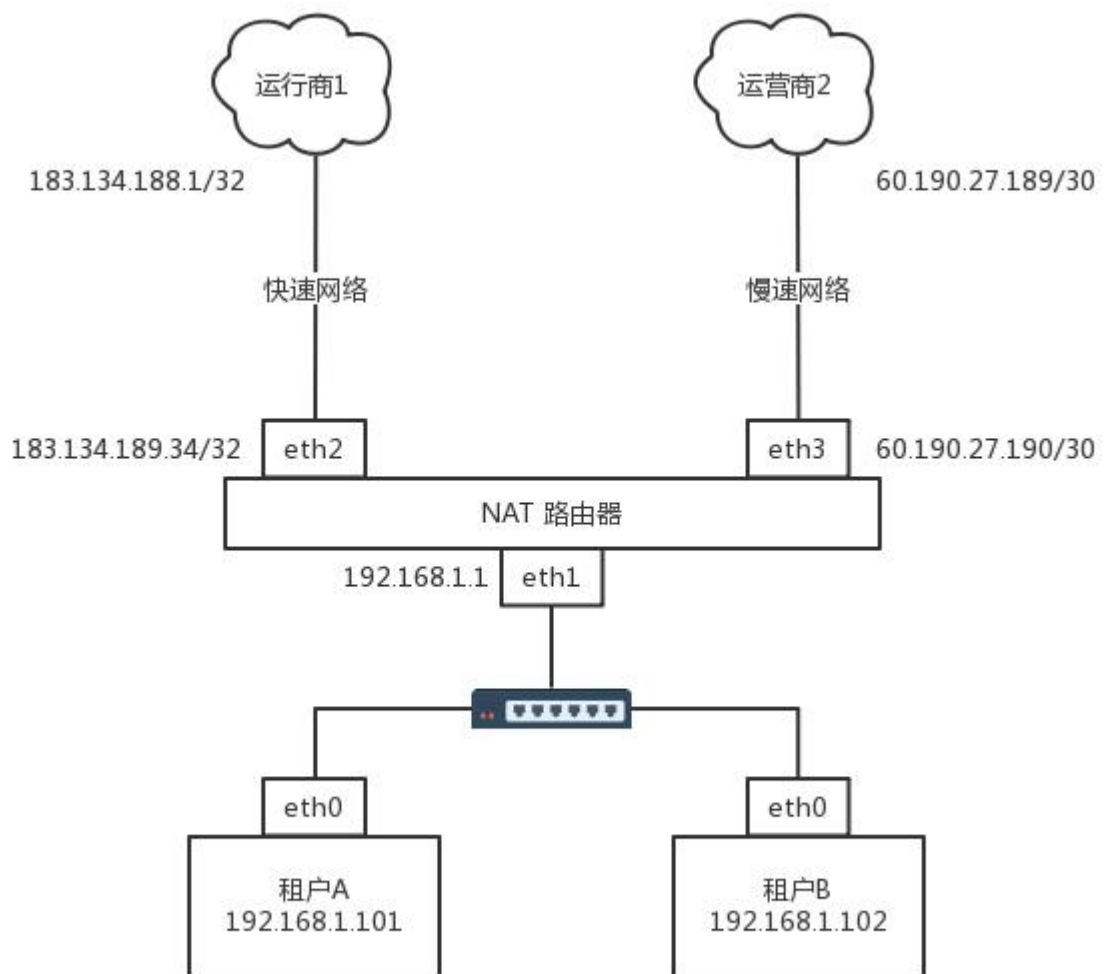 运行商1
运营商2
183.134.188.1/32
60.190.27.189/30
快速网络
慢速网络
183.134.189.34/32
eth2
eth3
60.190.27.190/30
NAT 路由器
192.168.1.1
eth1
eth0
eth0
租户A
192.168.1.101
租户B
192.168.1.102